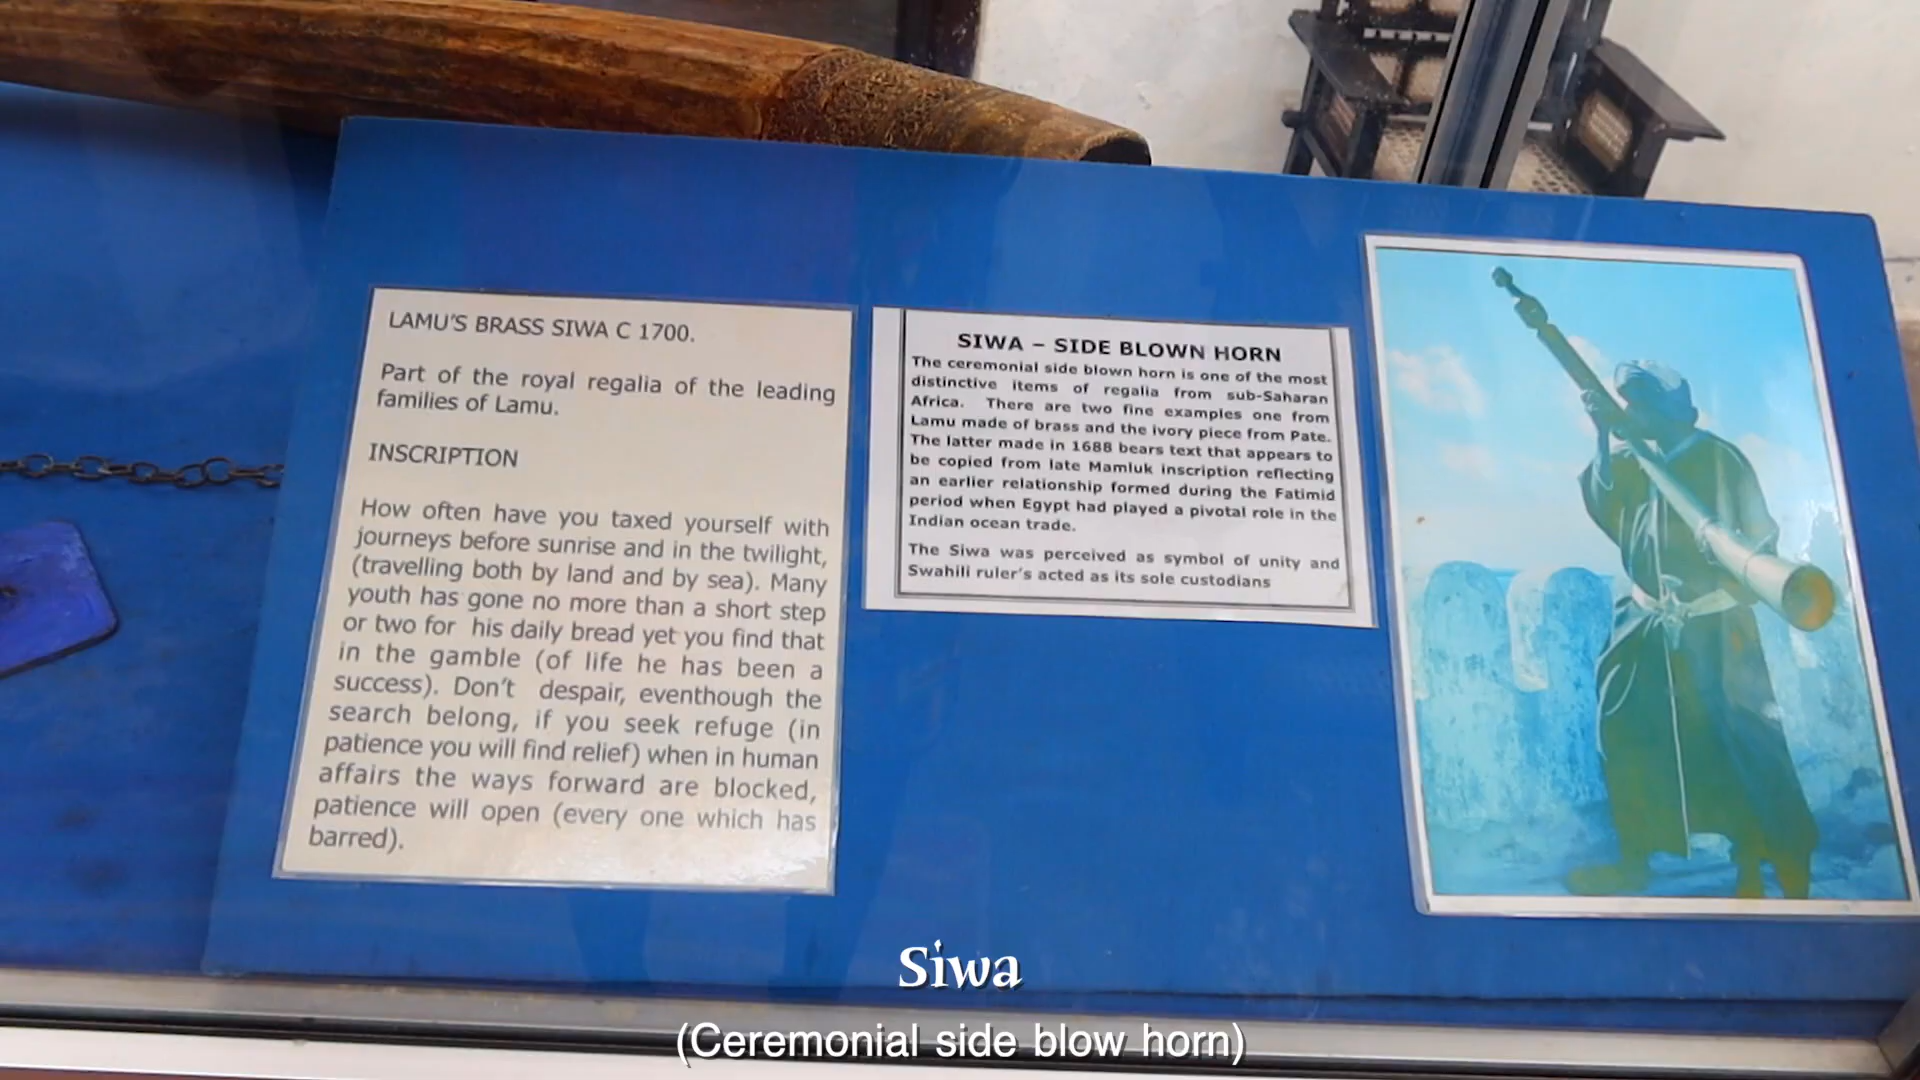 LAMU'S BRASS SIWA C 1700.
Part of the royal regalia of the leading
families of Lamu.
INSCRIPTION
How often have you taxed yourself with
journeys before sunrise and in the twilight,
(travelling both by land and by sea). Many
youth has gone no more than a short step
or two for his daily bread yet you find that
in the gamble (of life he has been a
success). Don't despair, eventhough the
search belong, if you seek refuge (in
patience you will find relief) when in human
affairs the ways forward are blocked,
patience will open (every one which has
barred).
SIWA – SIDE BLOWN HORN
The ceremonial side blown horn is one of the most
distinctive items of regalia from sub-Saharan
Africa. There are two fine examples one from
Lamu made of brass and the ivory piece from Pate.
The latter made in 1688 bears text that appears to
be copied from late Mamluk inscription reflecting
an earlier relationship formed during the Fatimid
period when Egypt had played a pivotal role in the
Indian ocean trade.
The Siwa was perceived as symbol of unity and
Swahili ruler's acted as its sole custodians
Siwa
(Ceremonial side blow horn)